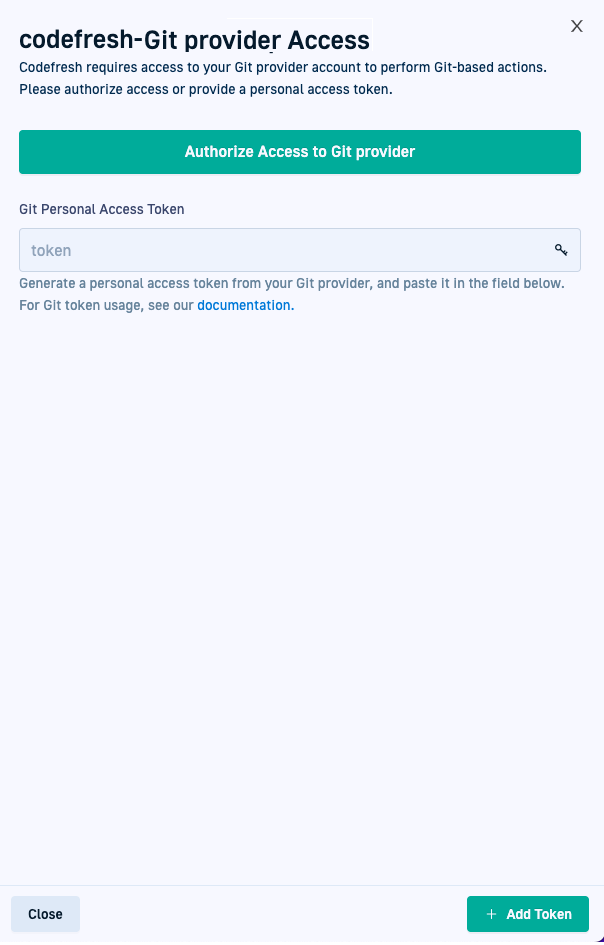 codefresh-Git provider Access
X
Codefresh requires access to your Git provider account to perform Git-based actions.
Please authorize access or provide a personal access token.
Authorize Access to Git provider
Git Personal Access Token
token
Generate a personal access token from your Git provider, and paste it in the field below.
For Git token usage, see our documentation.
Close
+ Add Token